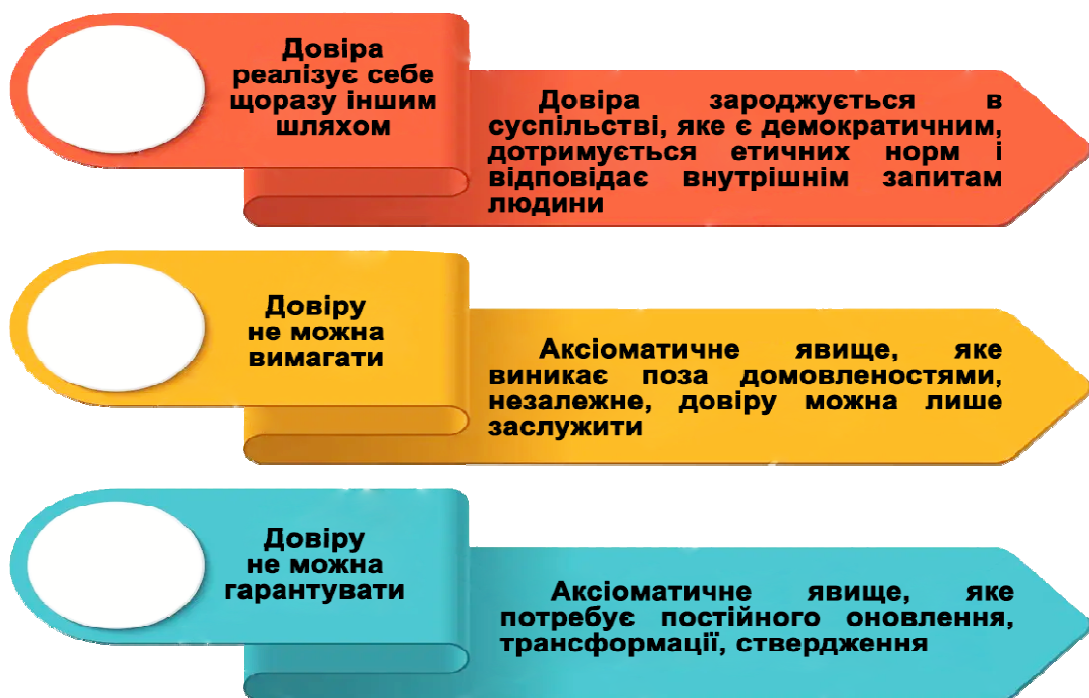 Довіра
реалізує себе
щоразу іншим
шляхом
Довіра зароджується в
суспільстві, яке є демократичним,
дотримується етичних норм і
відповідає внутрішнім запитам
людини
Довіру
не можна
вимагати
Аксіоматичне явище, яке
виникає поза домовленостями,
незалежне, довіру можна лише
заслужити
Довіру
не можна
гарантувати
Аксіоматичне явище, яке
потребує постійного оновлення,
трансформації, ствердження